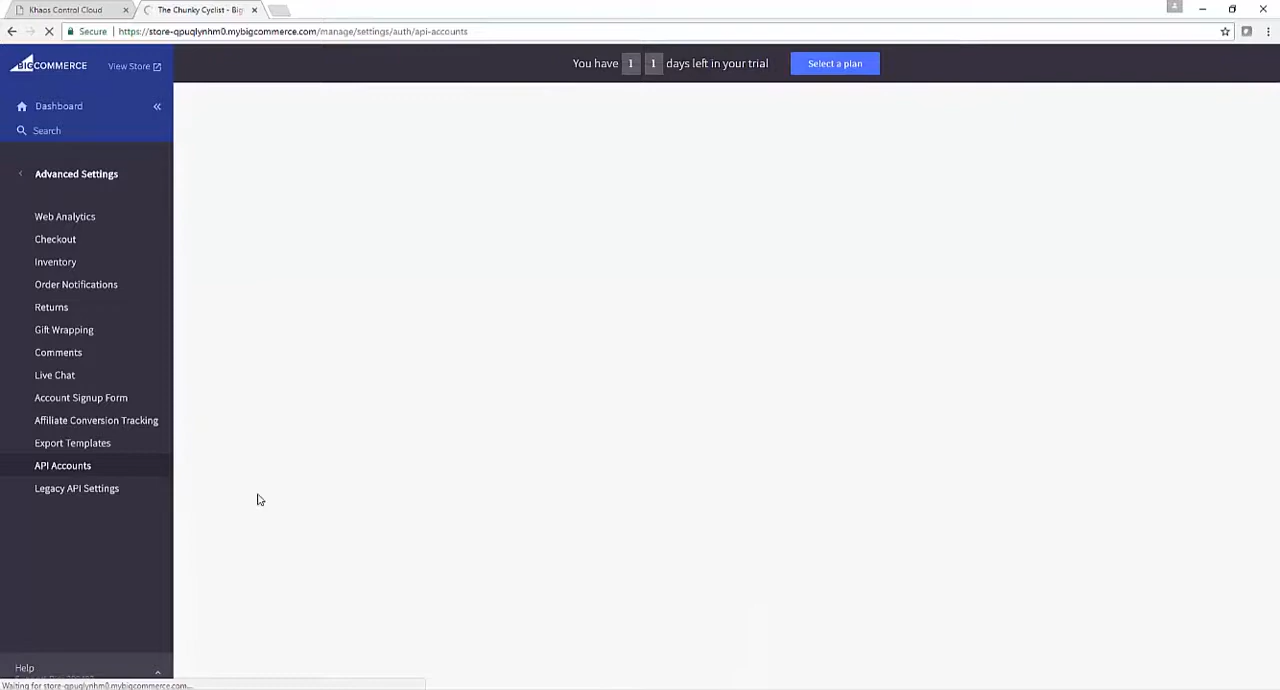 Khaos Control Cloud
The Chunky Cyclist - Big
Secure
https://store-qpuqlynhm0.mybigcommerce.com/manage/settings/auth/api-accounts
BIGCOMMERCE
View Store
You have 1 1 days left in your trial
Select a plan
Dashboard
Search
Advanced Settings
Web Analytics
Checkout
Inventory
Order Notifications
Returns
Gift Wrapping
Comments
Live Chat
Account Signup Form
Affiliate Conversion Tracking
Export Templates
API Accounts
Legacy API Settings
Help
Waiting for store-qpuqlynhm0.mybigcommerce.com...